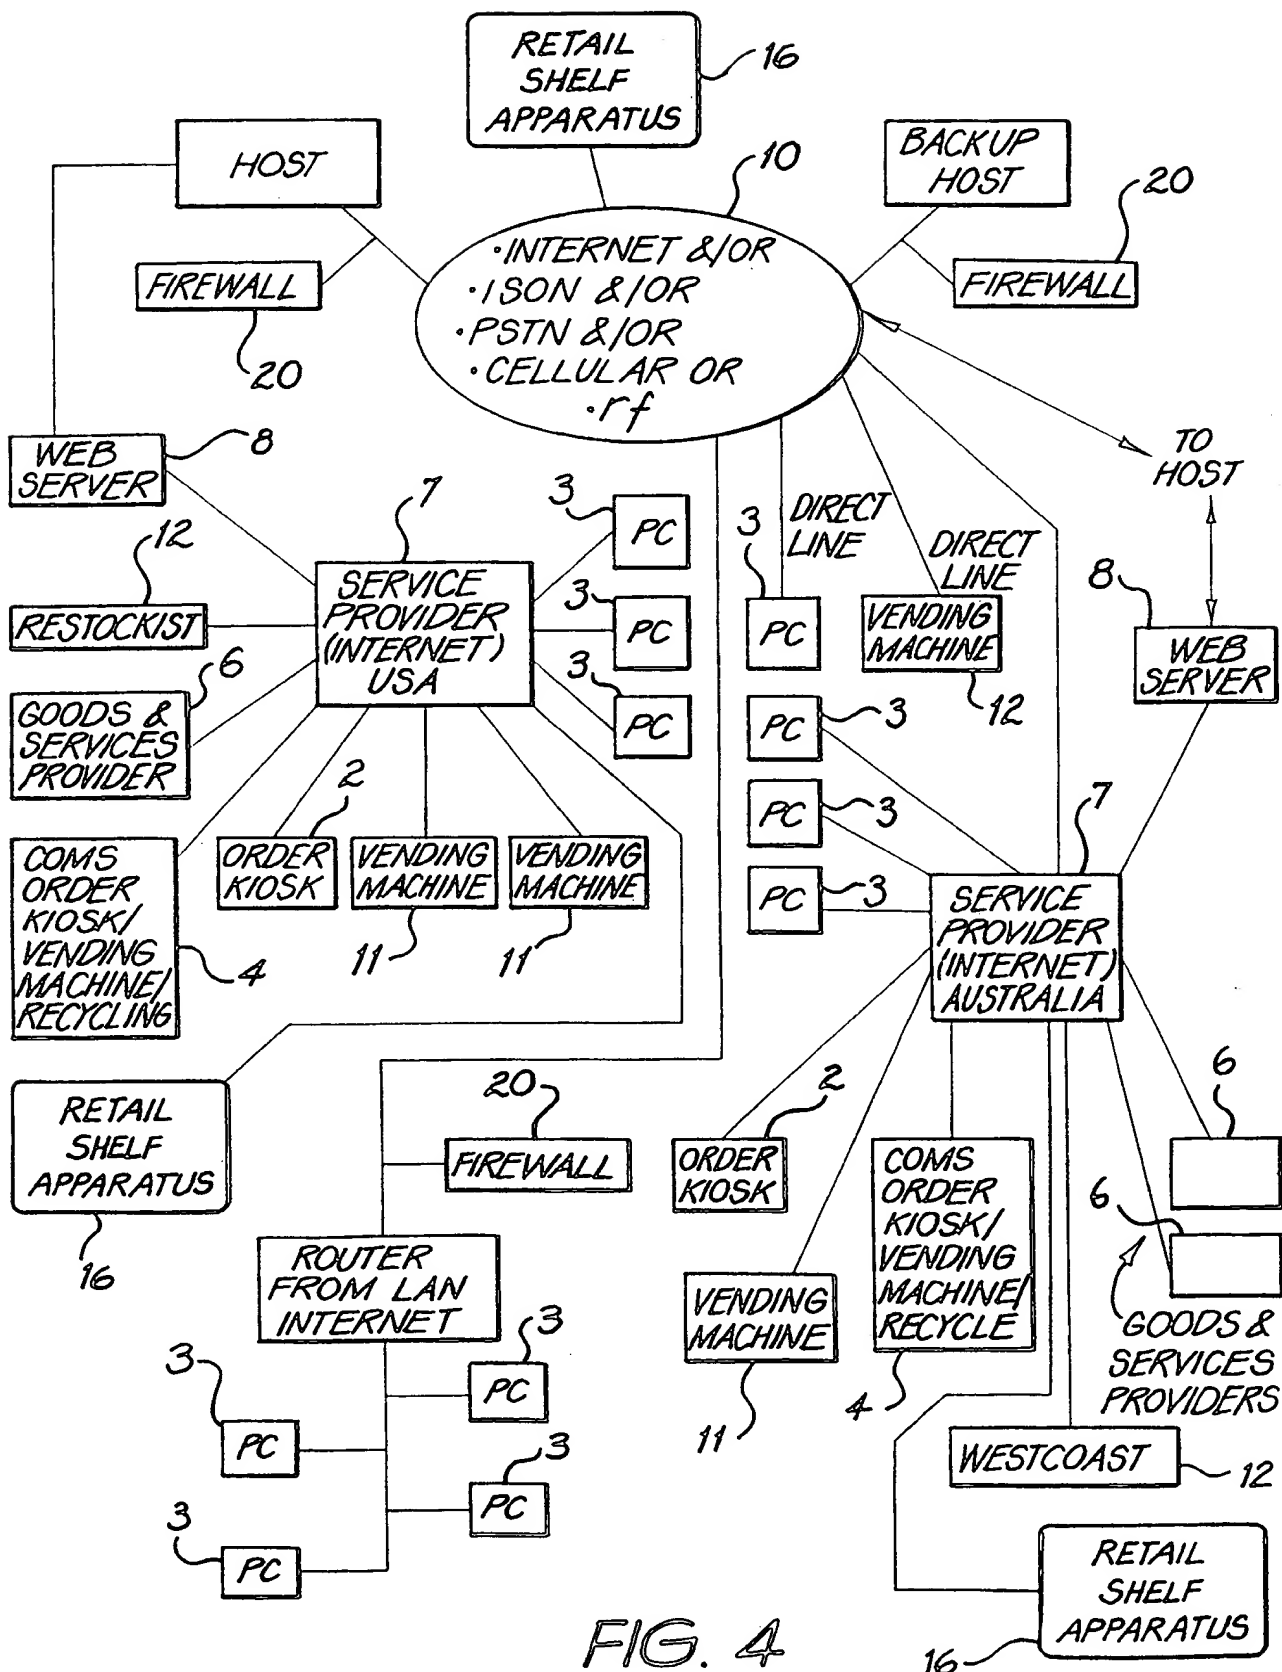 RETAIL
SHELF
APPARATUS
16
HOST
10
BACKUP
HOST
20
FIREWALL
20
FIREWALL
•INTERNET &/OR
•ISON &/OR
•PSTN &/OR
•CELLULAR OR
•rf
WEB
SERVER
8
TO
HOST
12
RESTOCKIST
7
SERVICE
PROVIDER
(INTERNET)
USA
3
PC
3
PC
3
PC
3
PC
DIRECT
LINE
DIRECT
LINE
VENDING
MACHINE
12
8
WEB
SERVER
6
GOODS &
SERVICES
PROVIDER
PC
3
PC
3
PC
3
7
SERVICE
PROVIDER
(INTERNET)
AUSTRALIA
COMS
ORDER
KIOSK/
VENDING
MACHINE/
RECYCLING
4
2
ORDER
KIOSK
VENDING
MACHINE
11
VENDING
MACHINE
11
RETAIL
SHELF
APPARATUS
16
20
FIREWALL
ROUTER
FROM LAN
INTERNET
3
PC
3
PC
3
PC
3
PC
2
ORDER
KIOSK
VENDING
MACHINE
11
COMS
ORDER
KIOSK/
VENDING
MACHINE/
RECYCLE
4
6
6
GOODS &
SERVICES
PROVIDERS
WESTCOAST
12
RETAIL
SHELF
APPARATUS
16
FIG. 4